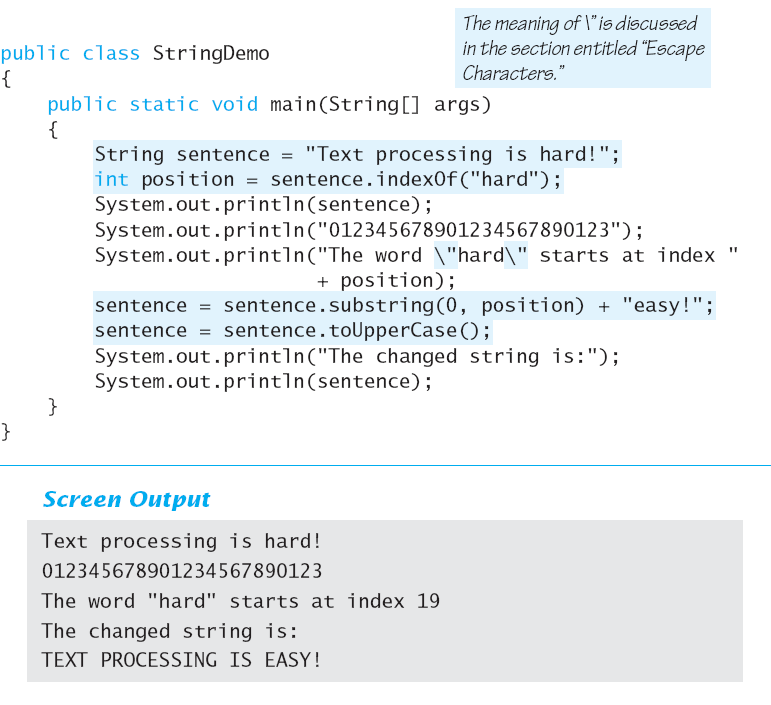 The meaning of \” is discussed
in the section entitled “Escape
Characters.”
public class StringDemo
{
    public static void main(String[] args)
    {
        String sentence = "Text processing is hard!";
        int position = sentence.indexOf("hard");
        System.out.println(sentence);
        System.out.println("012345678901234567890123");
        System.out.println("The word \"hard\" starts at index "
                           + position);
        sentence = sentence.substring(0, position) + "easy!";
        sentence = sentence.toUpperCase();
        System.out.println("The changed string is:");
        System.out.println(sentence);
    }
}
Screen Output
Text processing is hard!
012345678901234567890123
The word "hard" starts at index 19
The changed string is:
TEXT PROCESSING IS EASY!